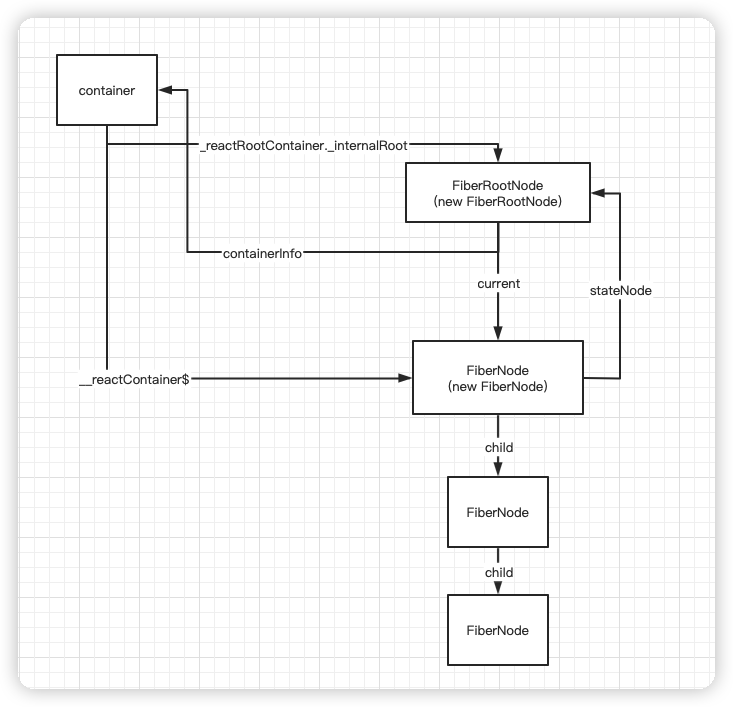 container
_reactRootContainer._internalRoot
FiberRootNode
(new FiberRootNode)
containerInfo
current
stateNode
FiberNode
(new FiberNode)
__reactContainer$
child
FiberNode
child
FiberNode